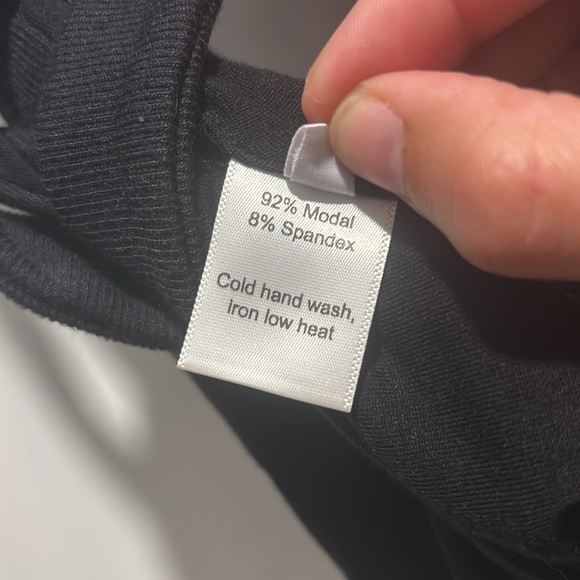 92% Modal
8% Spandex
Cold hand wash,
iron low heat